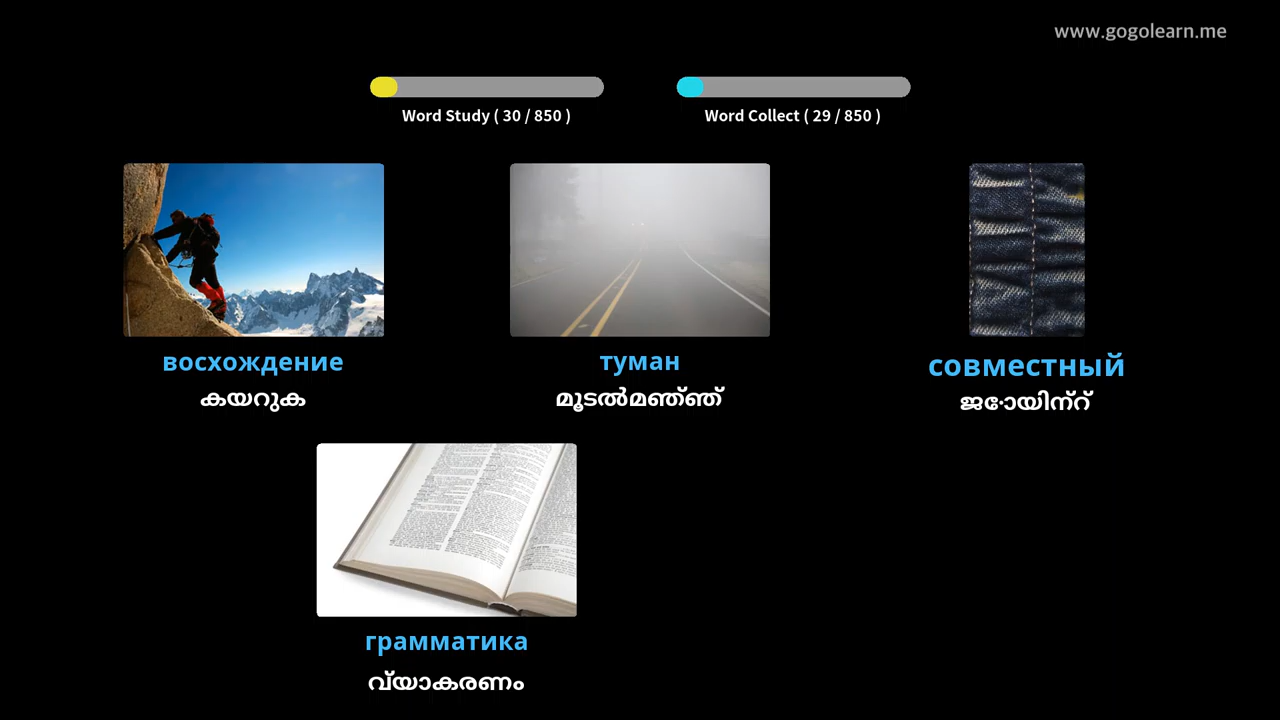 www.gogolearn.me
Word Study ( 30 / 850 )
Word Collect ( 29 / 850 )
восхождение
туман
совместный
കയറുക
മൂടൽമഞ്ഞ്
ജോയിന്റ്
грамматика
വ്യാകരണം